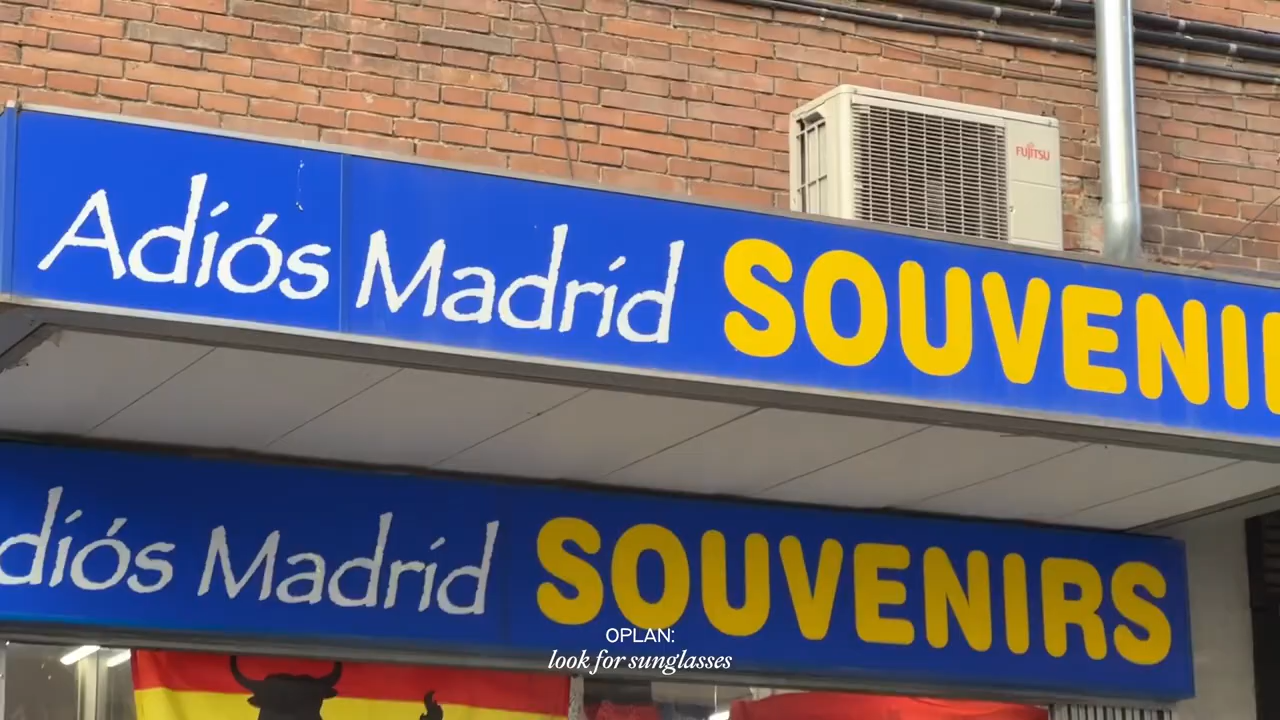 FUJITSU
Adiós Madrid SOUVENI
diós Madrid SOUVENIRS
OPLAN:
look for sunglasses